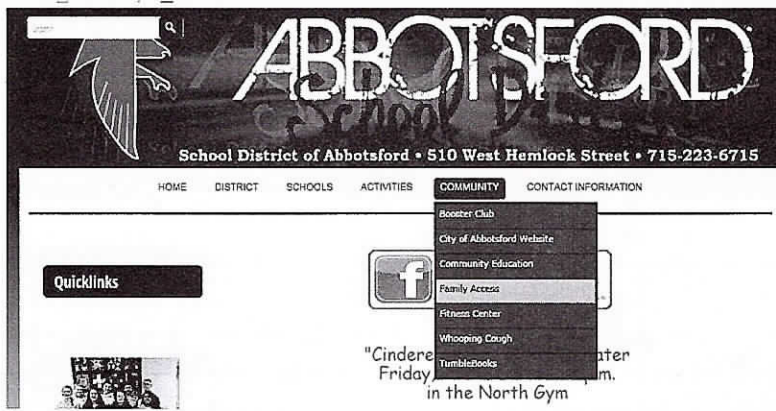 ABBOTSFORD
School District
School District of Abbotsford • 510 West Hemlock Street • 715-223-6715
HOME DISTRICT SCHOOLS ACTIVITIES COMMUNITY CONTACT INFORMATION
Booster Club
City of Abbotsford Website
Community Education
Family Access
Fitness Center
Whooping Cough
TumbleBooks
Quicklinks
f
"Cindere ater
Friday, pm.
in the North Gym